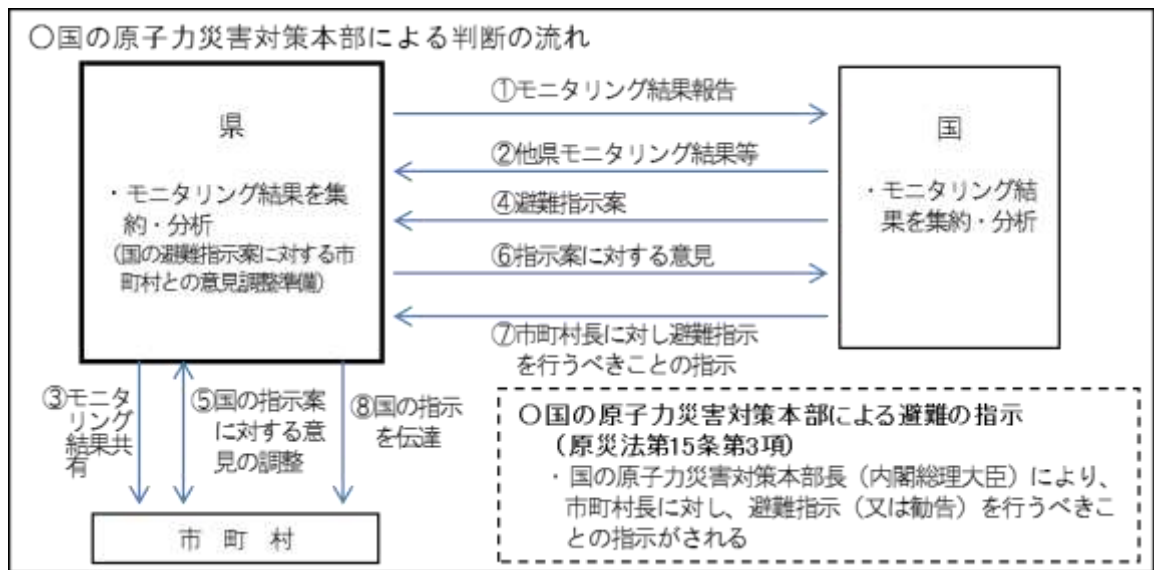 〇国の原子力災害対策本部による判断の流れ
県
・モニタリング結果を集
約・分析
(国の避難指示案に対する市
町村との意見調整準備)
①モニタリング結果報告
②他県モニタリング結果等
④避難指示案
⑥指示案に対する意見
⑦市町村長に対し避難指示
を行うべきことの指示
国
・モニタリング結
果を集約・分析
③モニタ
リング
結果共
有
⑤国の指示案
に対する意
見の調整
⑧国の指示
を伝達
市 町 村
〇国の原子力災害対策本部による避難の指示
(原災法第15条第3項)
・国の原子力災害対策本部長(内閣総理大臣)により、
市町村長に対し、避難指示(又は勧告)を行うべきこ
との指示がされる